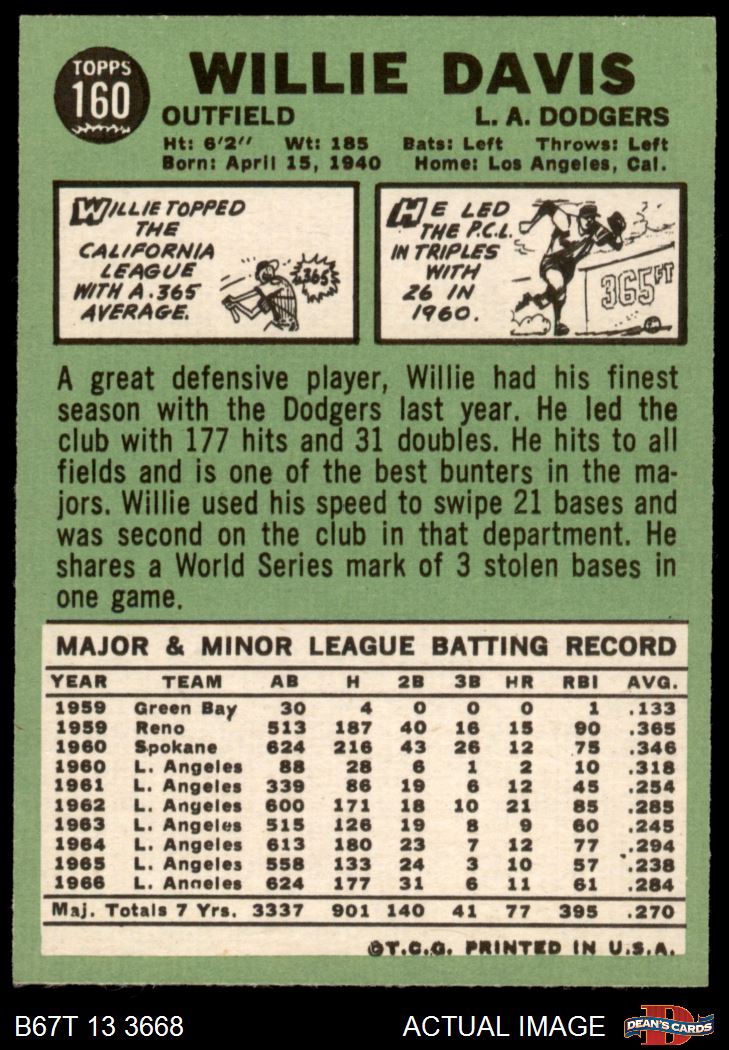 TOPPS
160
WILLIE DAVIS
OUTFIELD L. A. DODGERS
Ht: 6'2" Wt: 185 Bats: Left Throws: Left
Born: April 15, 1940 Home: Los Angeles, Cal.
WILLIE TOPPED
THE
CALIFORNIA
LEAGUE
WITH A .365
AVERAGE.
.365
HE LED
THE P.C.L.
IN TRIPLES
WITH
26 IN
1960.
365 FT
A great defensive player, Willie had his finest
season with the Dodgers last year. He led the
club with 177 hits and 31 doubles. He hits to all
fields and is one of the best bunters in the ma-
jors. Willie used his speed to swipe 21 bases and
was second on the club in that department. He
shares a World Series mark of 3 stolen bases in
one game.
MAJOR & MINOR LEAGUE BATTING RECORD
YEAR TEAM AB H 2B 3B HR RBI AVG.
1959 Green Bay 30 4 0 0 0 1 .133
1959 Reno 513 187 40 16 15 90 .365
1960 Spokane 624 216 43 26 12 75 .346
1960 L. Angeles 88 28 6 1 2 10 .318
1961 L. Angeles 339 86 19 6 12 45 .254
1962 L. Angeles 600 171 18 10 21 85 .285
1963 L. Angeles 515 126 19 8 9 60 .245
1964 L. Angeles 613 180 23 7 12 77 .294
1965 L. Angeles 558 133 24 3 10 57 .238
1966 L. Angeles 624 177 31 6 11 61 .284
Maj. Totals 7 Yrs. 3337 901 140 41 77 395 .270
©T.C.G. PRINTED IN U.S.A.
B67T 13 3668 ACTUAL IMAGE
DEAN'S CARDS